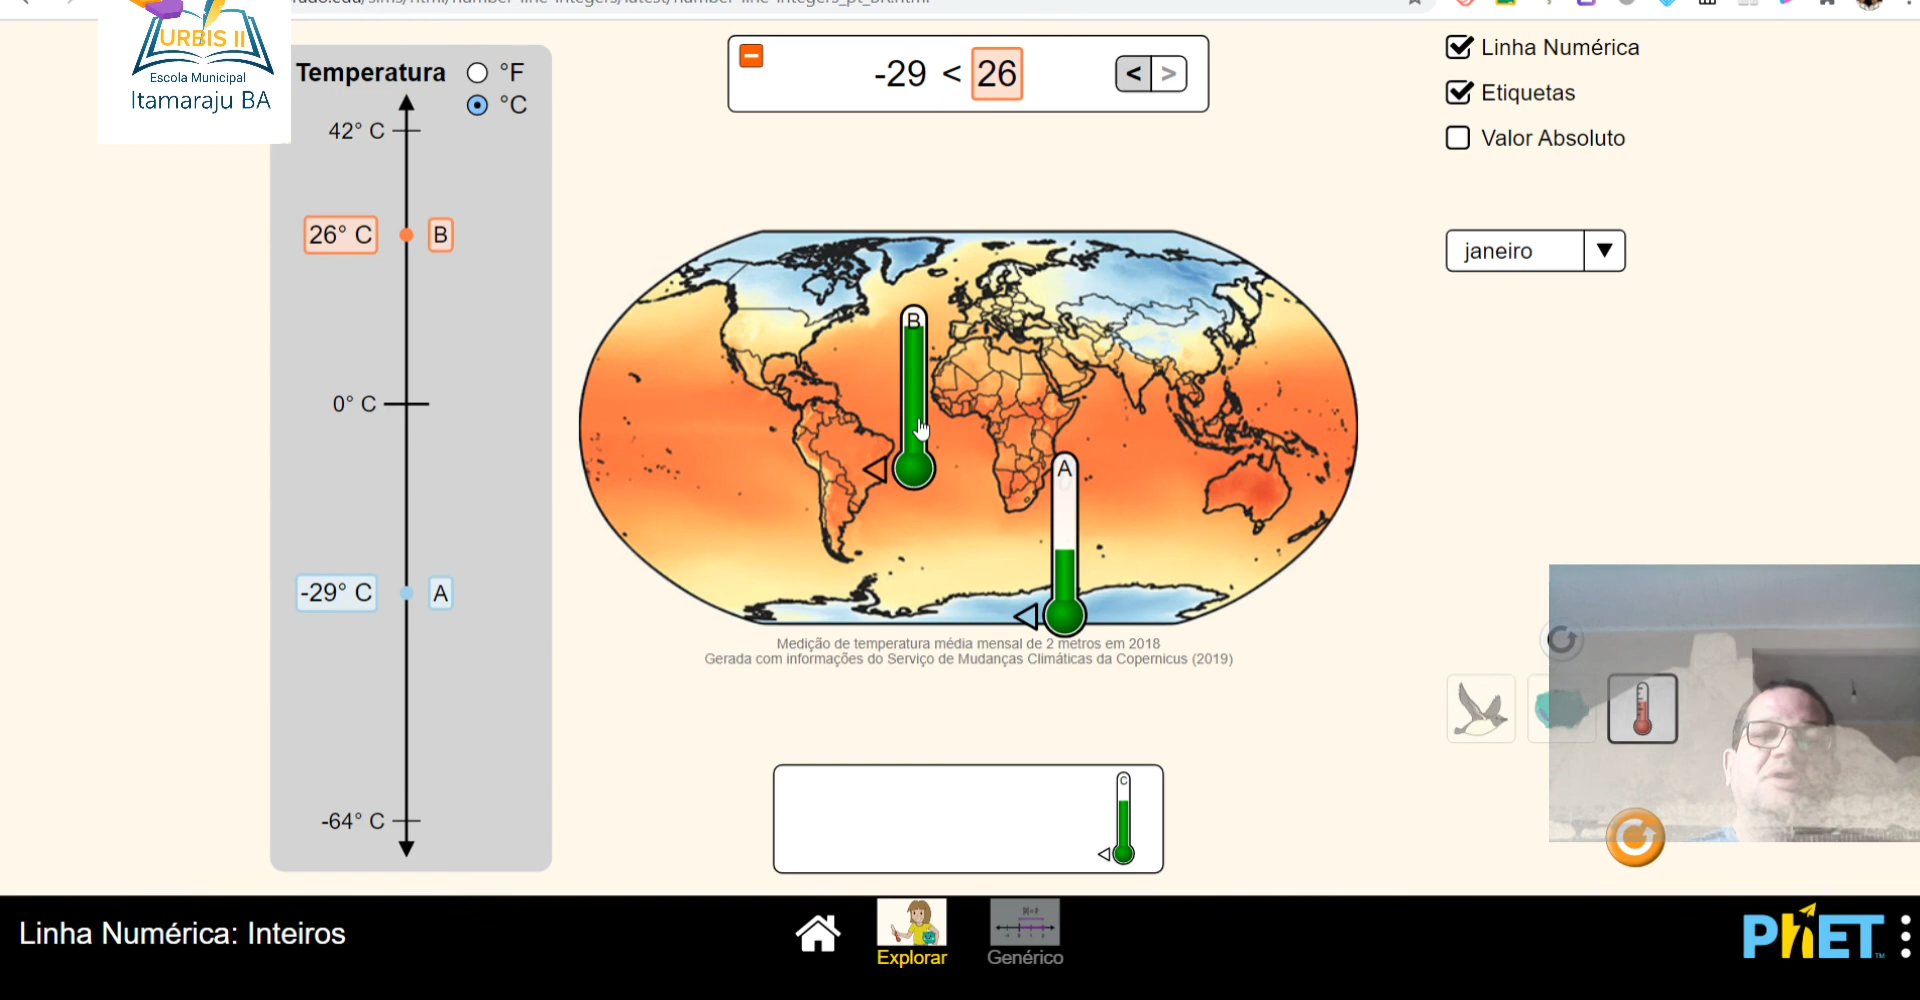 URBIS II
Escola Municipal
Itamaraju BA
Temperatura
°F
°C
42° C
26° C
B
0° C
-29° C
A
-64° C
-29 < 26
< >
Linha Numérica
Etiquetas
Valor Absoluto
janeiro
B
A
Medição de temperatura média mensal de 2 metros em 2018
Gerada com informações do Serviço de Mudanças Climáticas da Copernicus (2019)
C
Linha Numérica: Inteiros
Explorar
Genérico
PhET